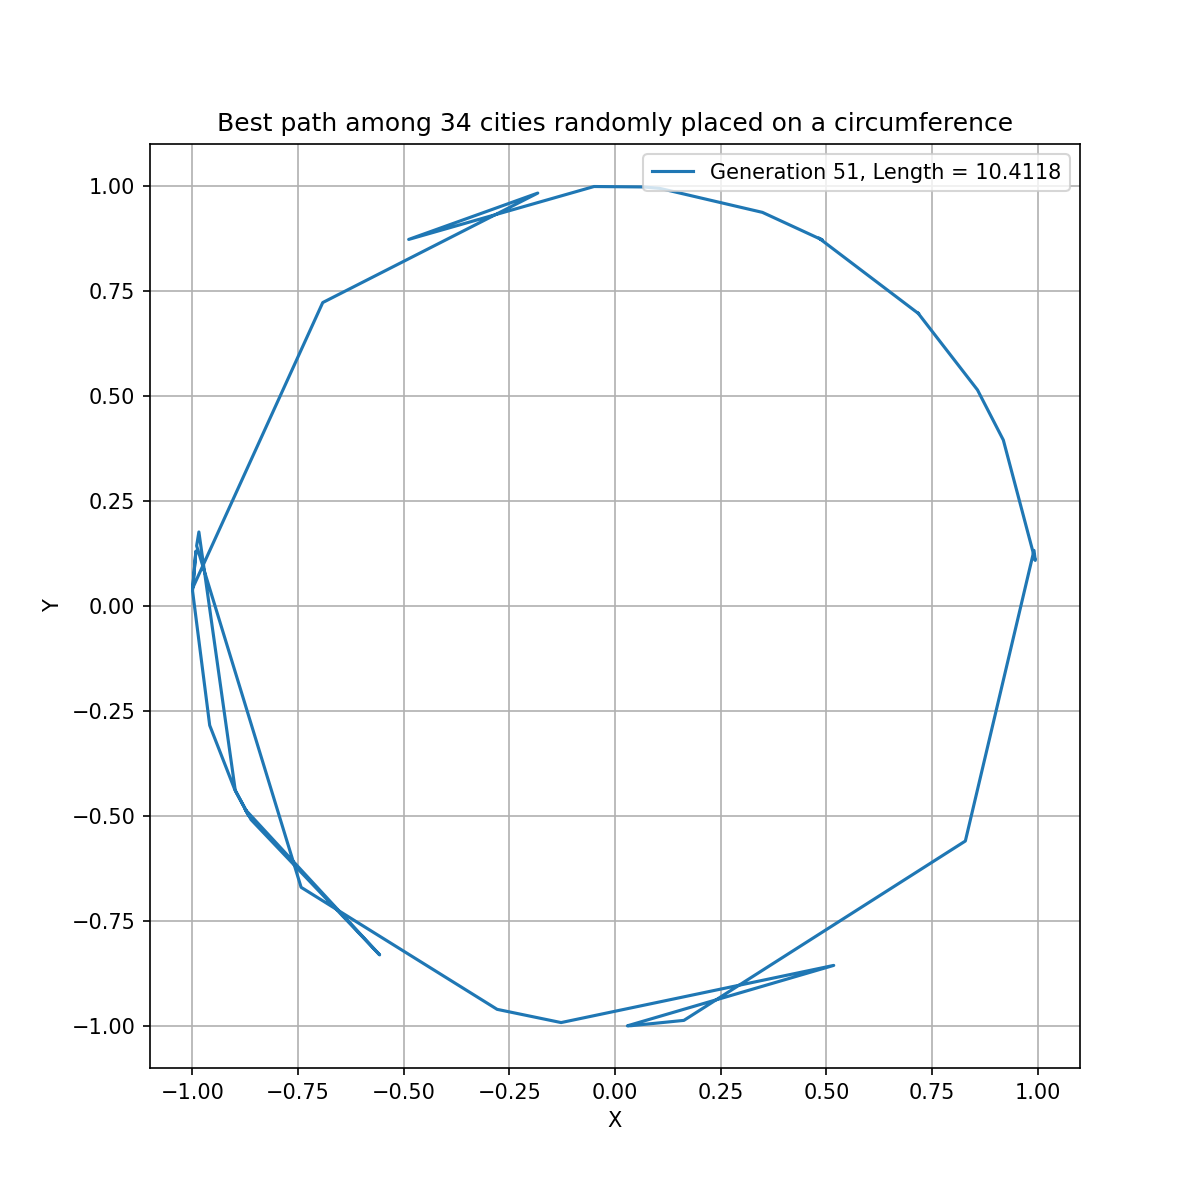 Best path among 34 cities randomly placed on a circumference
Generation 51, Length = 10.4118
1.00
0.75
0.50
0.25
0.00
−0.25
−0.50
−0.75
−1.00
Y
−1.00 −0.75 −0.50 −0.25 0.00 0.25 0.50 0.75 1.00
X